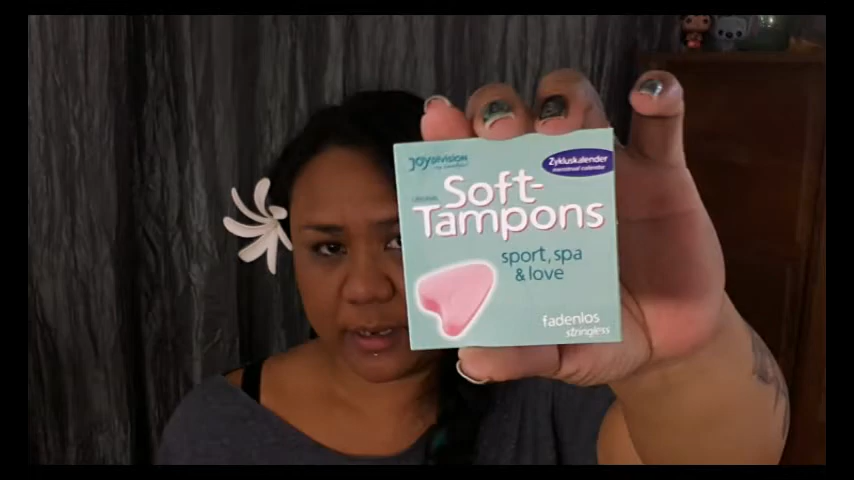 JOYDIVISION
Zykluskalender
menstrual calendar
Soft-
Tampons
sport, spa
& love
fadenlos
stringless